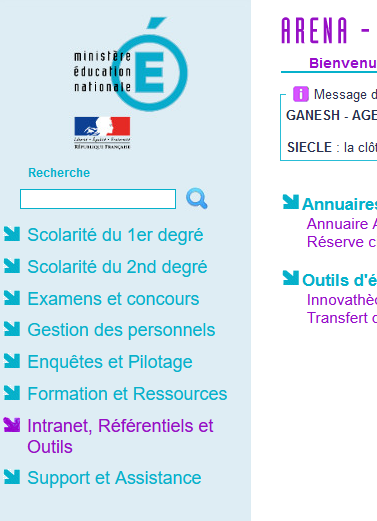 ministère
éducation
nationale
É
Liberté • Égalité • Fraternité
RÉPUBLIQUE FRANÇAISE
Recherche
Scolarité du 1er degré
Scolarité du 2nd degré
Examens et concours
Gestion des personnels
Enquêtes et Pilotage
Formation et Ressources
Intranet, Référentiels et
Outils
Support et Assistance
ARENA -
Bienvenu
i Message d
GANESH - AGE
SIECLE : la clôt
Annuaires
Annuaire A
Réserve c
Outils d'é
Innovathè
Transfert d